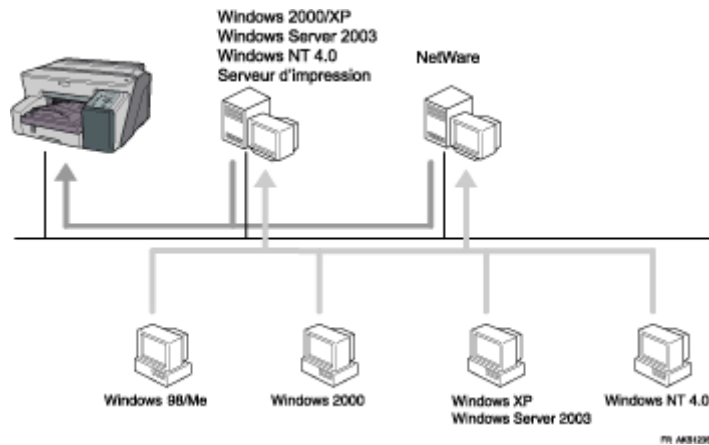 Windows 2000/XP
Windows Server 2003
Windows NT 4.0
Serveur d'impression
NetWare
Windows 98/Me
Windows 2000
Windows XP
Windows Server 2003
Windows NT 4.0
FR